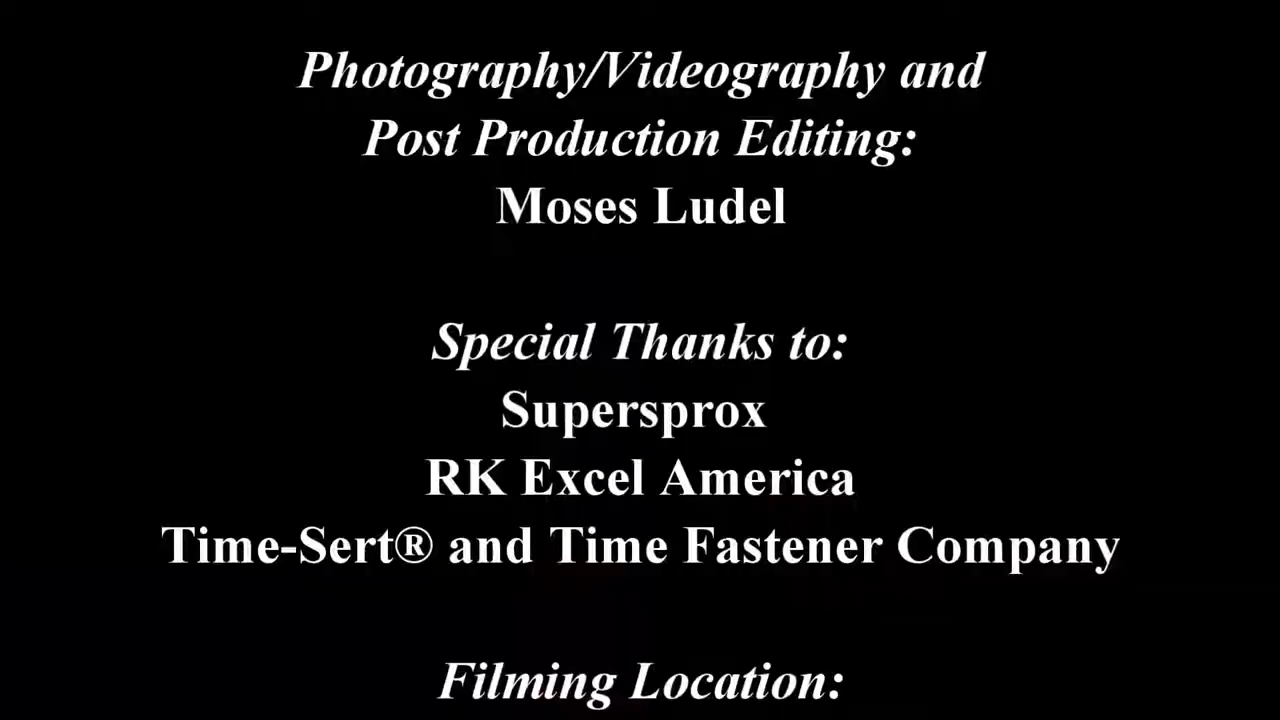 Photography/Videography and
Post Production Editing:
Moses Ludel
Special Thanks to:
Supersprox
RK Excel America
Time-Sert® and Time Fastener Company
Filming Location: